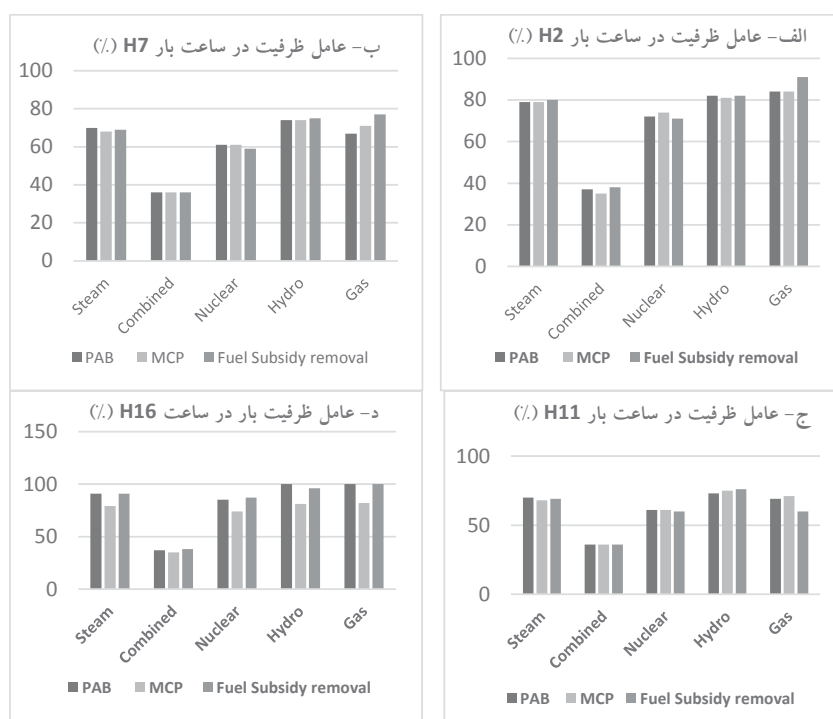 الف- عامل ظرفیت در ساعت بار H2 (٪)
100
80
60
40
20
0
Steam
Combined
Nuclear
Hydro
Gas
PAB MCP Fuel Subsidy removal
ب- عامل ظرفیت در ساعت بار H7 (٪)
100
80
60
40
20
0
Steam
Combined
Nuclear
Hydro
Gas
PAB MCP Fuel Subsidy removal
ج- عامل ظرفیت در ساعت بار H11 (٪)
100
50
0
Steam
Combined
Nuclear
Hydro
Gas
PAB MCP Fuel Subsidy removal
د- عامل ظرفیت بار در ساعت H16 (٪)
150
100
50
0
Steam
Combined
Nuclear
Hydro
Gas
PAB MCP Fuel Subsidy removal